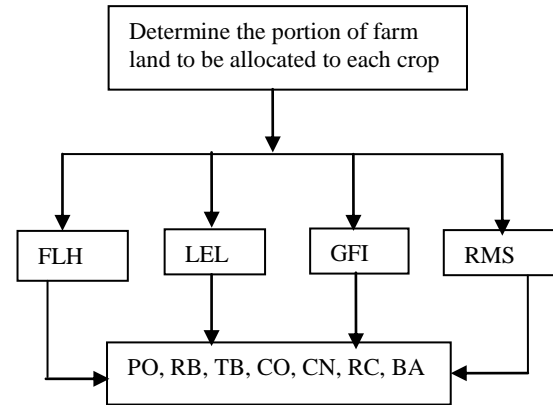 Determine the portion of farm
land to be allocated to each crop
FLH
LEL
GFI
RMS
PO, RB, TB, CO, CN, RC, BA